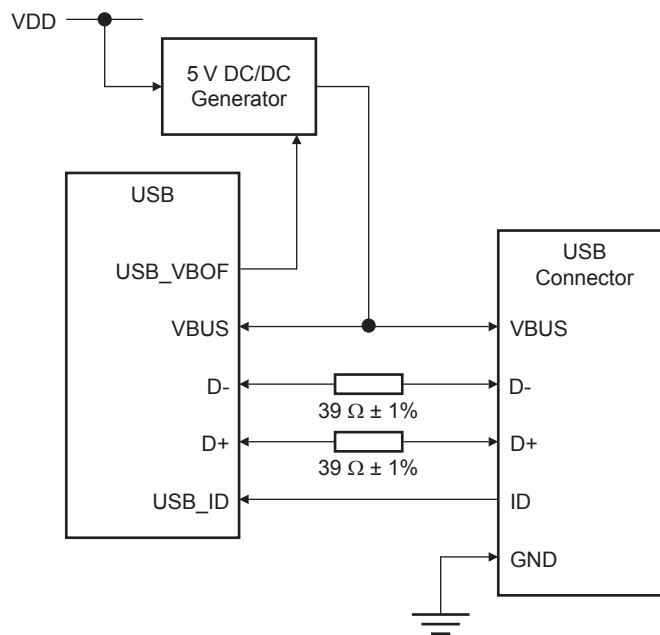 VDD
5 V DC/DC
Generator
USB
USB_VBOF
VBUS
D-
D+
USB_ID
39 Ω ± 1%
39 Ω ± 1%
USB
Connector
VBUS
D-
D+
ID
GND